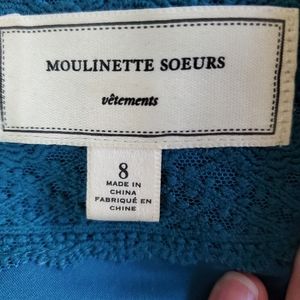 MOULINETTE SOEURS
vêtements
8
MADE IN
CHINA
FABRIQUÉ EN
CHINE